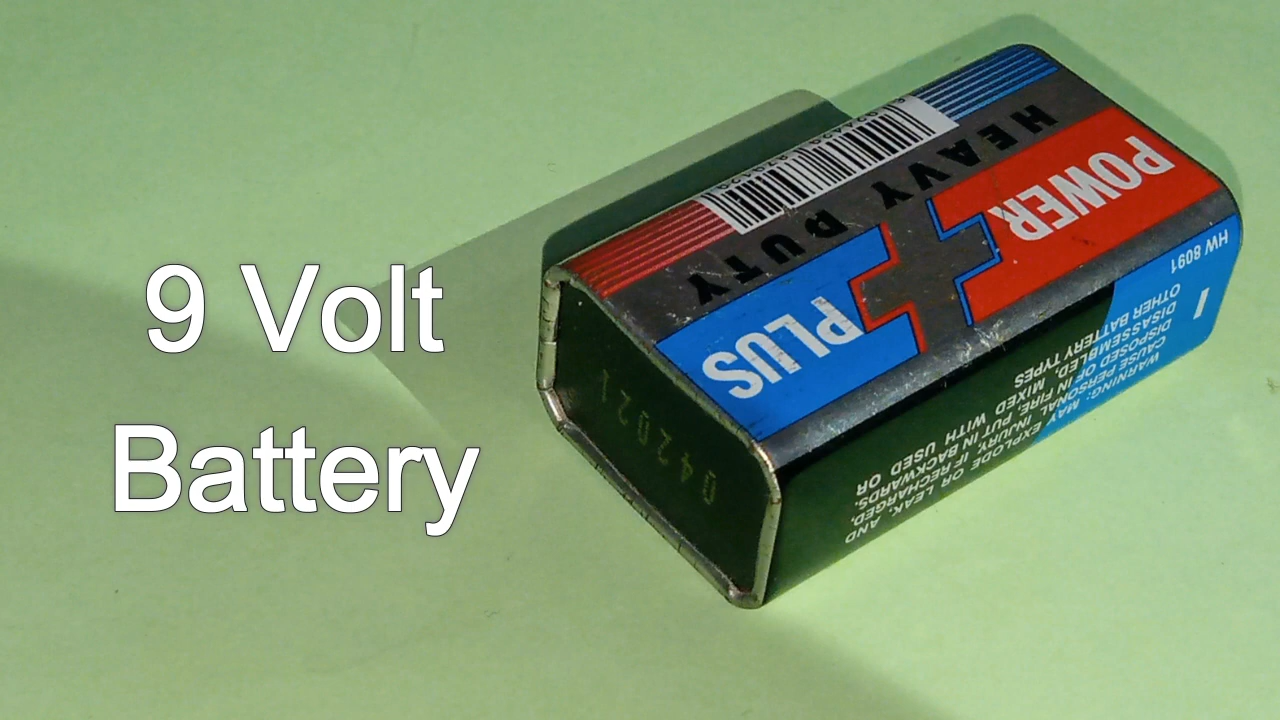 9 Volt
Battery
HEAVY DUTY
POWER
PLUS
HW 8091
WARNING: MAY EXPLODE OR LEAK, AND
CAUSE PERSONAL INJURY, IF RECHARGED,
DISPOSED OF IN FIRE, PUT IN BACKWARDS,
DISASSEMBLED, MIXED WITH USED OR
OTHER BATTERY TYPES